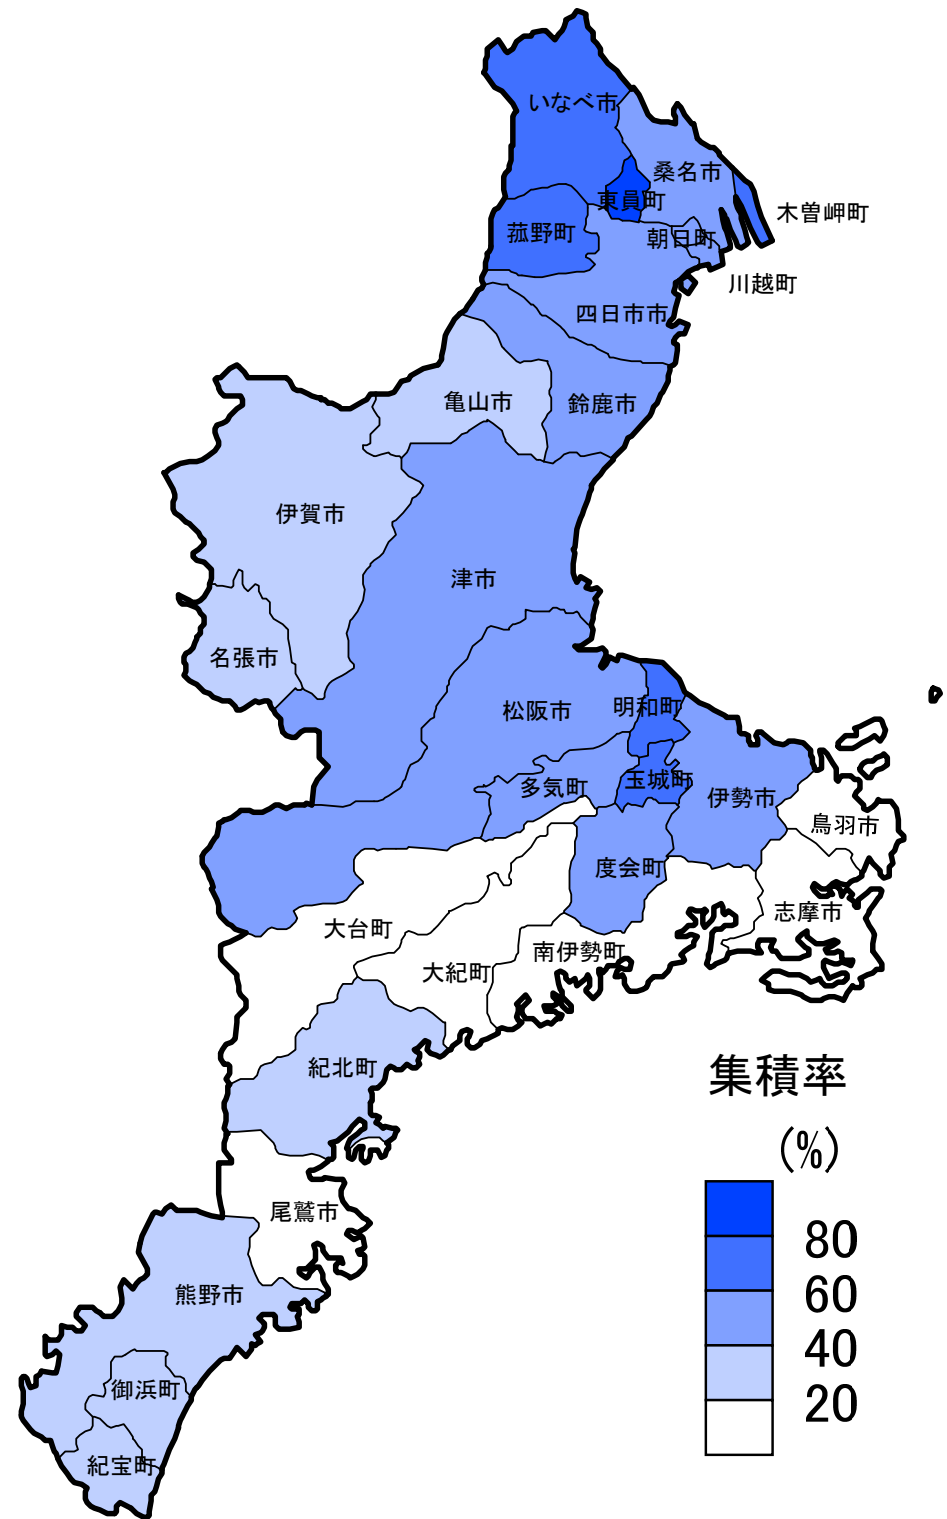 いなべ市
桑名市
東員町
木曽岬町
菰野町
朝日町
川越町
四日市市
亀山市
鈴鹿市
伊賀市
津市
名張市
松阪市
明和町
多気町
玉城町
伊勢市
鳥羽市
度会町
志摩市
大台町
南伊勢町
大紀町
紀北町
尾鷲市
熊野市
御浜町
紀宝町
集積率
(%)
80
60
40
20